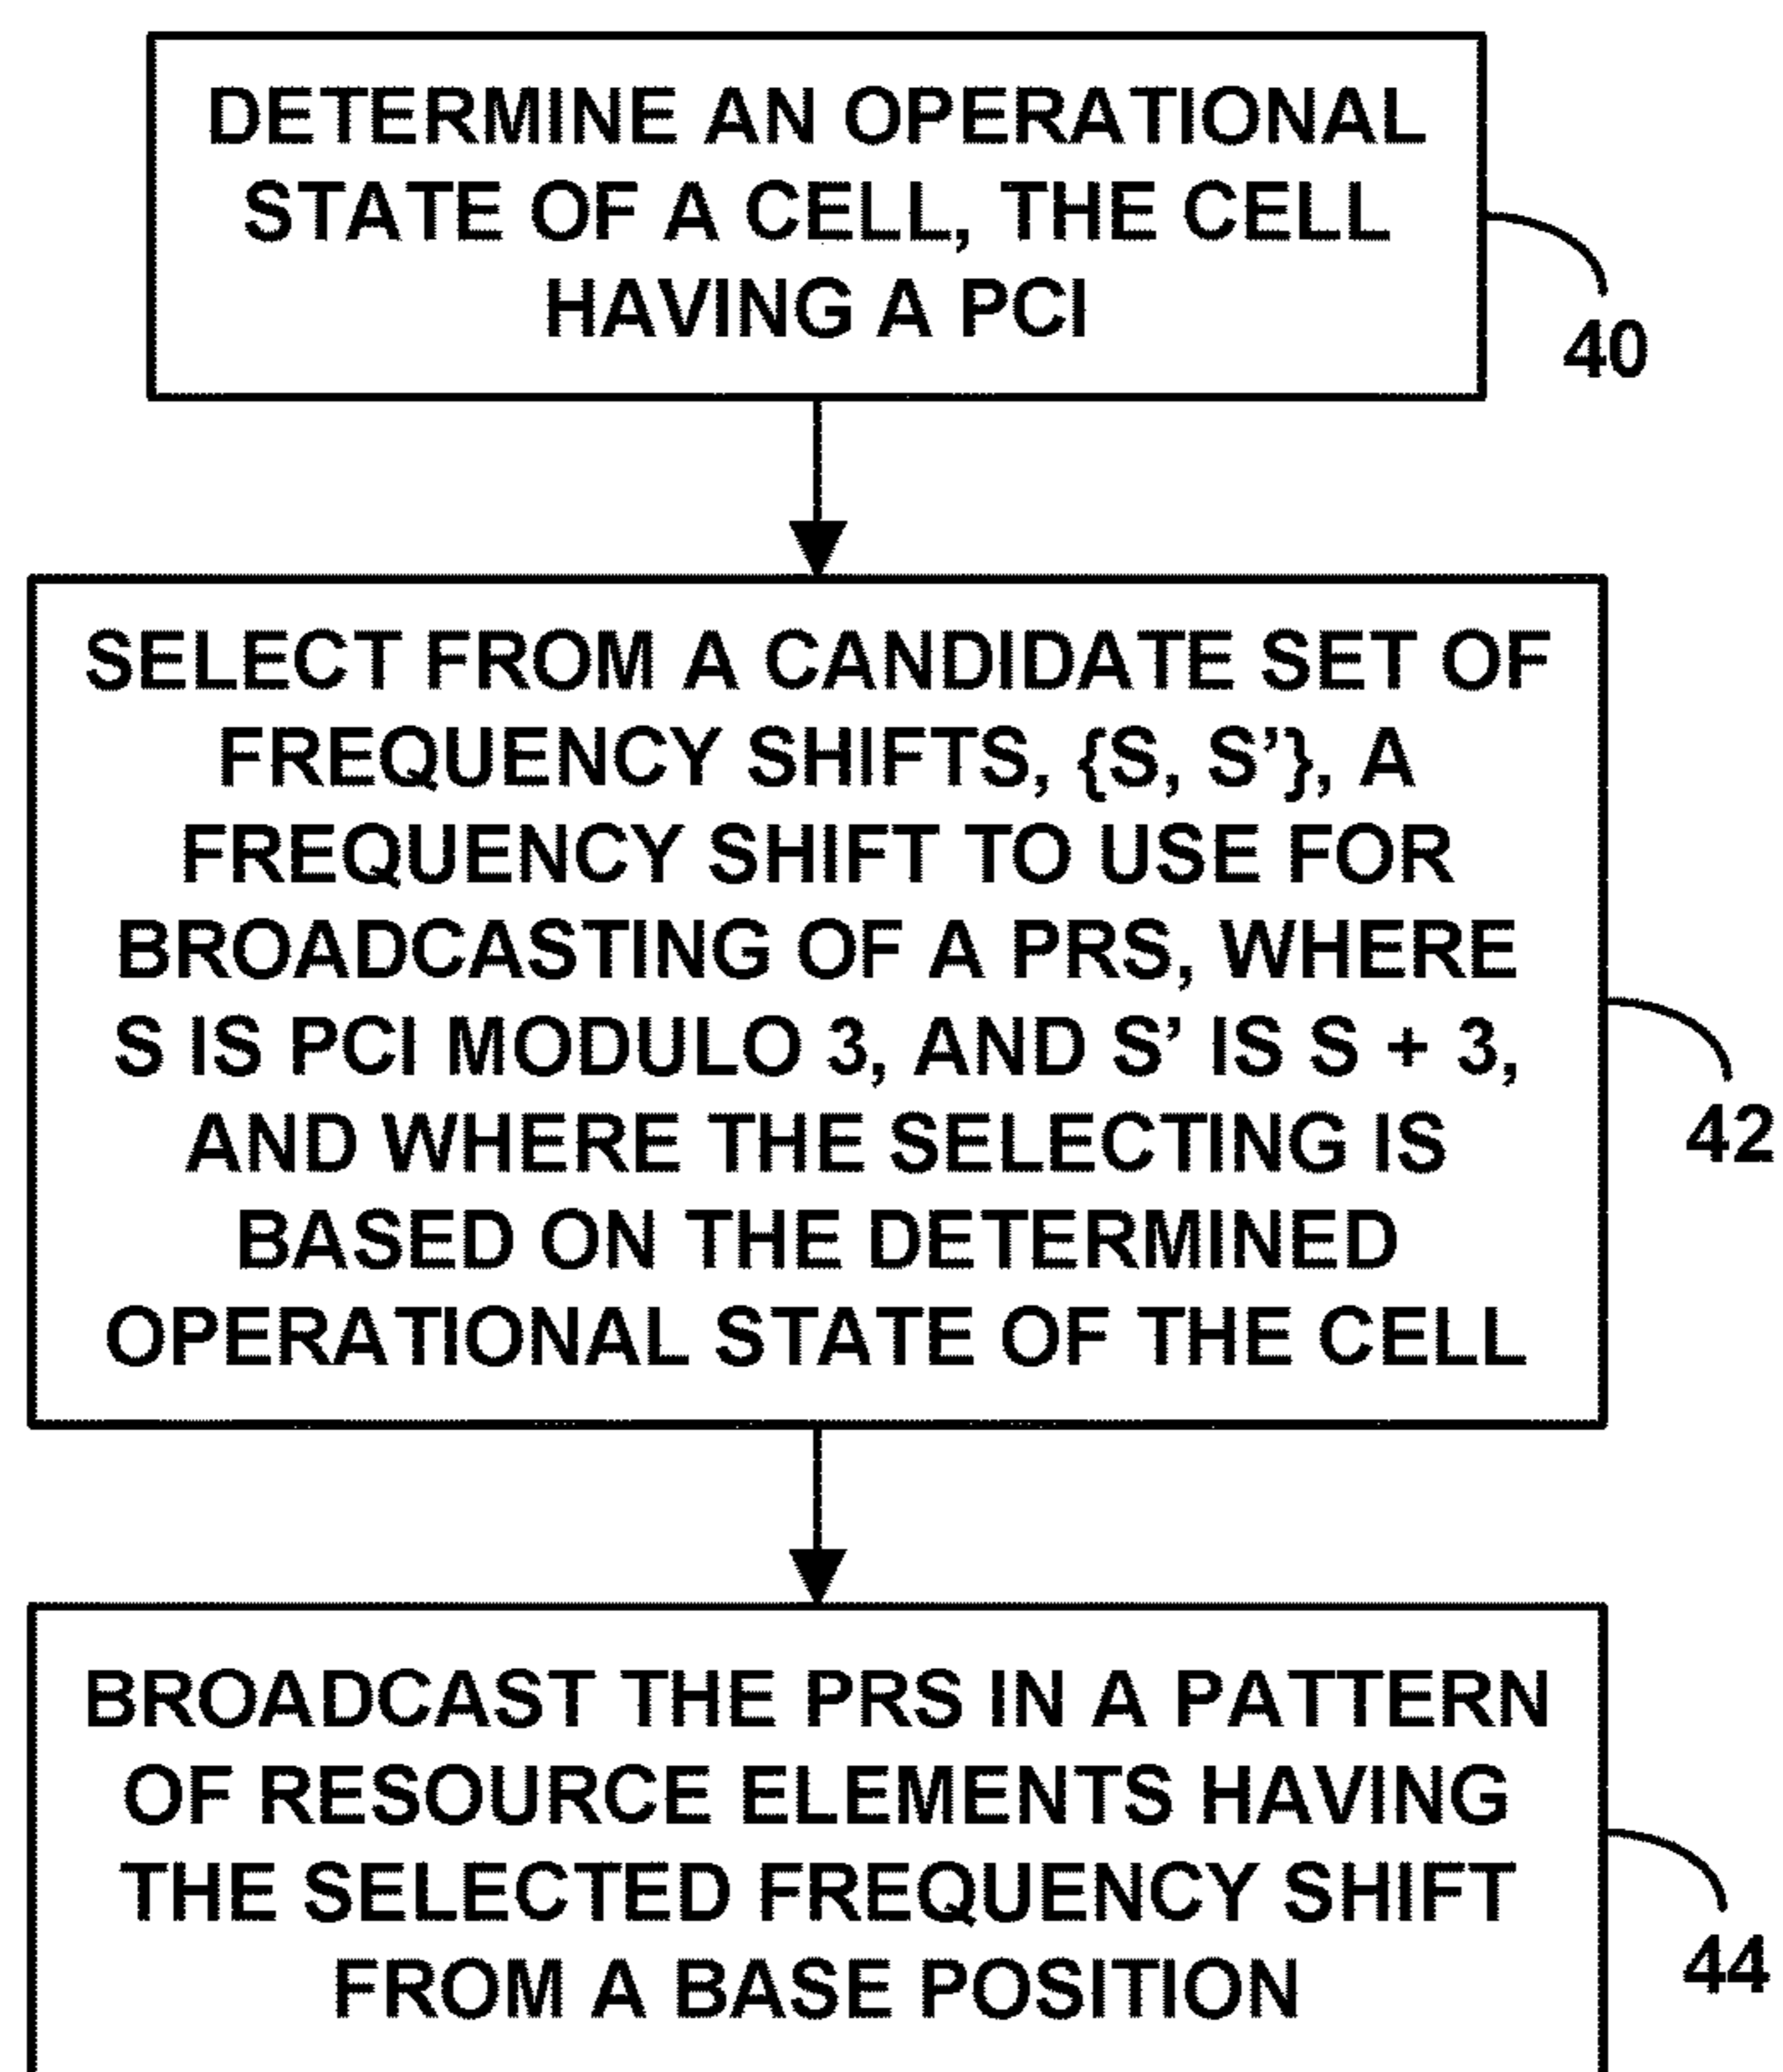 DETERMINE AN OPERATIONAL
STATE OF A CELL, THE CELL
HAVING A PCI
40
SELECT FROM A CANDIDATE SET OF
FREQUENCY SHIFTS, {S, S’}, A
FREQUENCY SHIFT TO USE FOR
BROADCASTING OF A PRS, WHERE
S IS PCI MODULO 3, AND S’ IS S + 3,
AND WHERE THE SELECTING IS
BASED ON THE DETERMINED
OPERATIONAL STATE OF THE CELL
42
BROADCAST THE PRS IN A PATTERN
OF RESOURCE ELEMENTS HAVING
THE SELECTED FREQUENCY SHIFT
FROM A BASE POSITION
44